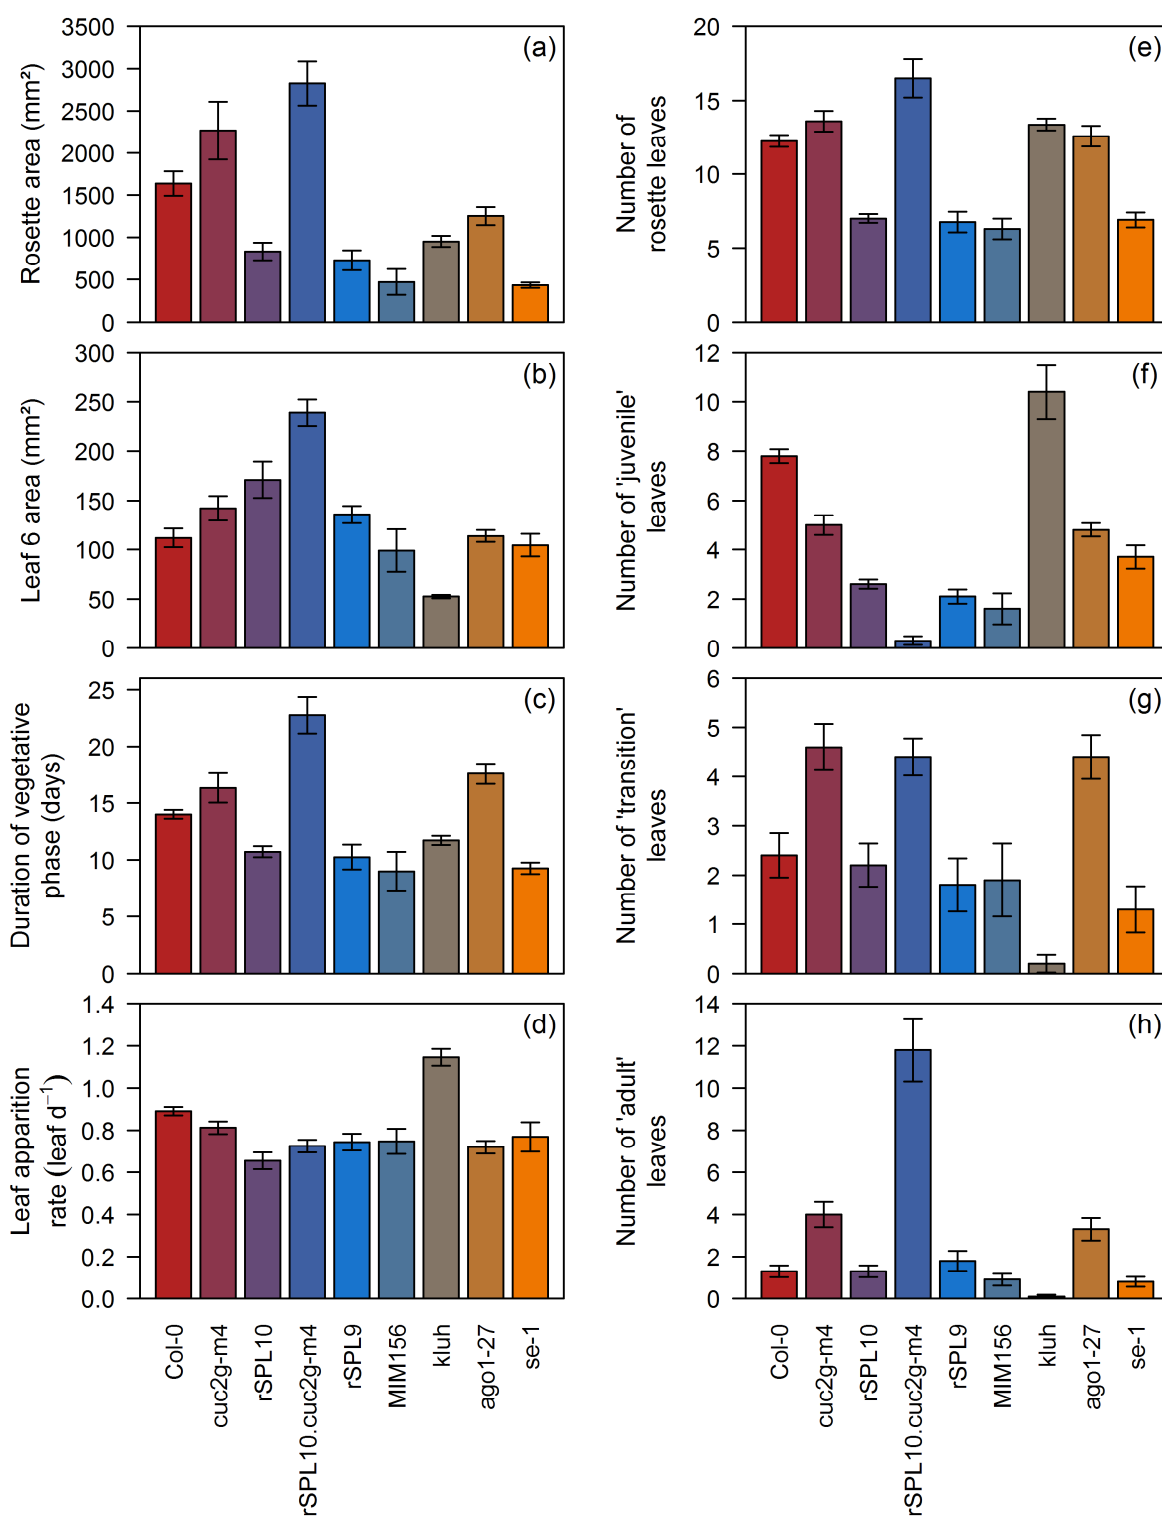 (a)
Rosette area (mm²)
3500
3000
2500
2000
1500
1000
500
0
(b)
Leaf 6 area (mm²)
300
250
200
150
100
50
0
(c)
Duration of vegetative
phase (days)
25
20
15
10
5
0
(d)
Leaf apparition
rate (leaf d⁻¹)
1.4
1.2
1.0
0.8
0.6
0.4
0.2
0.0
Col-0
cuc2g-m4
rSPL10
rSPL10.cuc2g-m4
rSPL9
MIM156
kluh
ago1-27
se-1
(e)
Number of
rosette leaves
20
15
10
5
0
(f)
Number of 'juvenile'
leaves
12
10
8
6
4
2
0
(g)
Number of 'transition'
leaves
6
5
4
3
2
1
0
(h)
Number of 'adult'
leaves
14
12
10
8
6
4
2
0
Col-0
cuc2g-m4
rSPL10
rSPL10.cuc2g-m4
rSPL9
MIM156
kluh
ago1-27
se-1